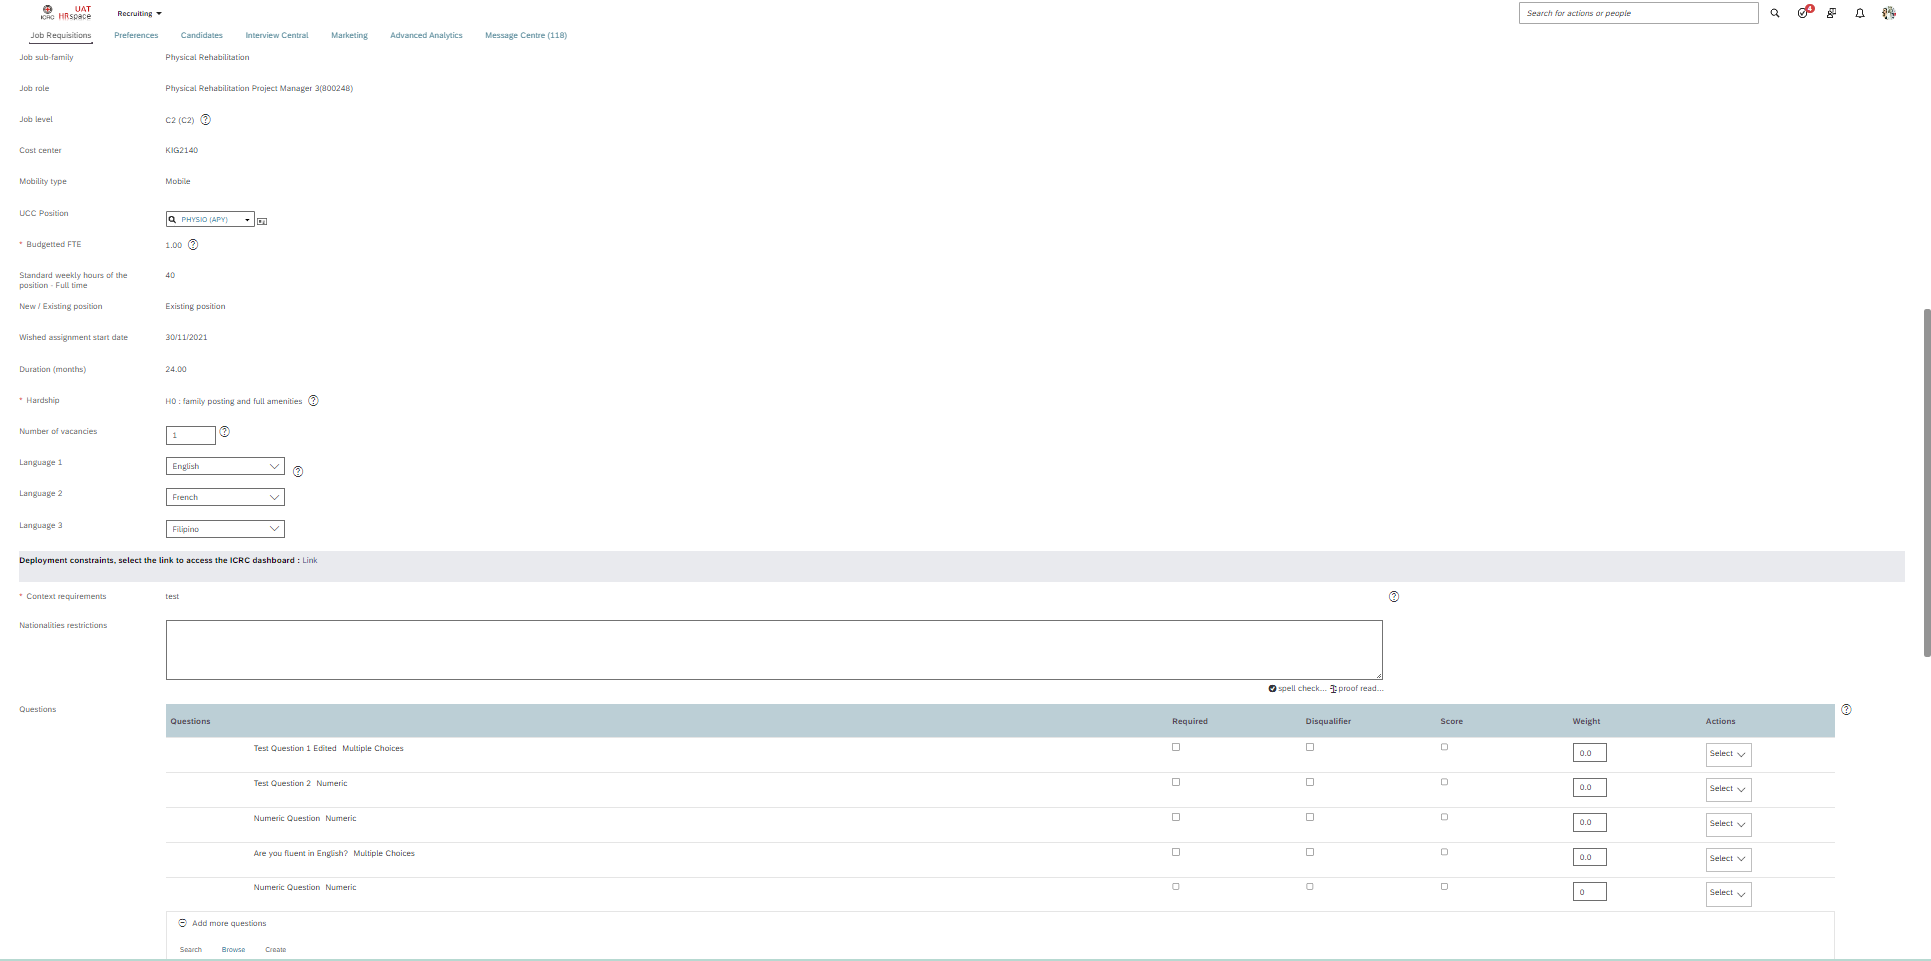 ICRC UAT HRspace Recruiting Search for actions or people 4
Job Requisitions Preferences Candidates Interview Central Marketing Advanced Analytics Message Centre (118)
Job sub-family Physical Rehabilitation
Job role Physical Rehabilitation Project Manager 3(800248)
Job level C2 (C2) ?
Cost center KIG2140
Mobility type Mobile
UCC Position PHYSIO (APY)
* Budgetted FTE 1.00 ?
Standard weekly hours of the position - Full time 40
New / Existing position Existing position
Wished assignment start date 30/11/2021
Duration (months) 24.00
* Hardship H0 : family posting and full amenities ?
Number of vacancies 1 ?
Language 1 English ?
Language 2 French
Language 3 Filipino
Deployment constraints, select the link to access the ICRC dashboard : Link
* Context requirements test ?
Nationalities restrictions
spell check... proof read...
Questions ?
Questions Required Disqualifier Score Weight Actions
Test Question 1 Edited Multiple Choices 0.0 Select
Test Question 2 Numeric 0.0 Select
Numeric Question Numeric 0.0 Select
Are you fluent in English? Multiple Choices 0.0 Select
Numeric Question Numeric 0 Select
Add more questions
Search Browse Create